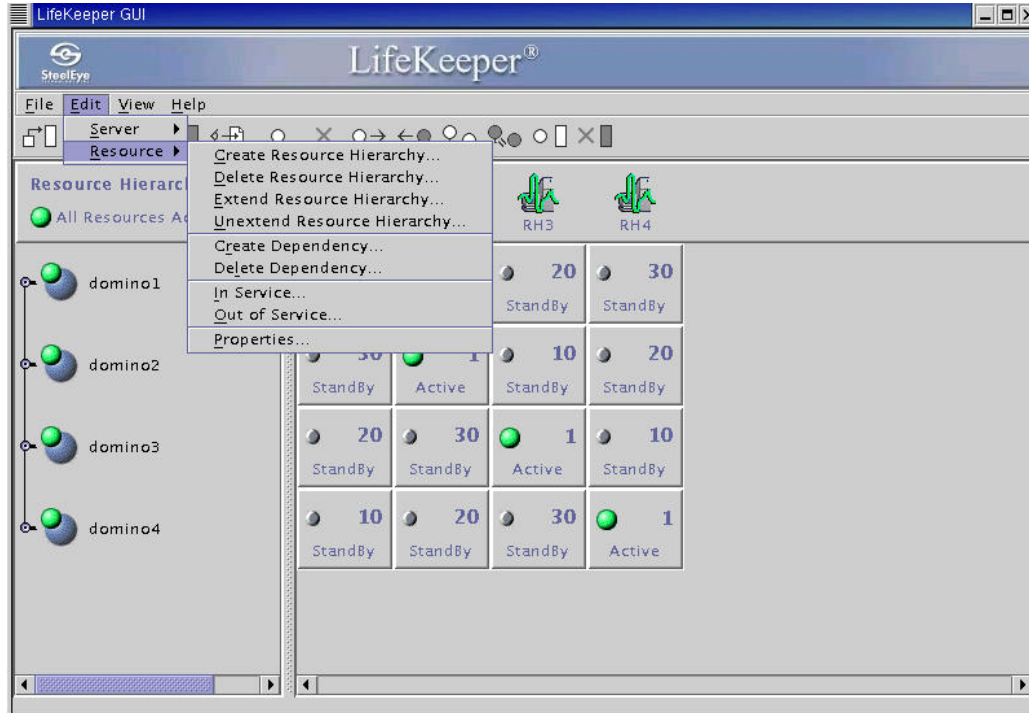 LifeKeeper GUI
SteelEye
LifeKeeper®
File Edit View Help
Server
Resource
Create Resource Hierarchy...
Delete Resource Hierarchy...
Extend Resource Hierarchy...
Unextend Resource Hierarchy...
Create Dependency...
Delete Dependency...
In Service...
Out of Service...
Properties...
Resource Hierarc
All Resources A
RH3 RH4
domino1
20 30
StandBy StandBy
domino2
30 1 10 20
StandBy Active StandBy StandBy
domino3
20 30 1 10
StandBy StandBy Active StandBy
domino4
10 20 30 1
StandBy StandBy StandBy Active